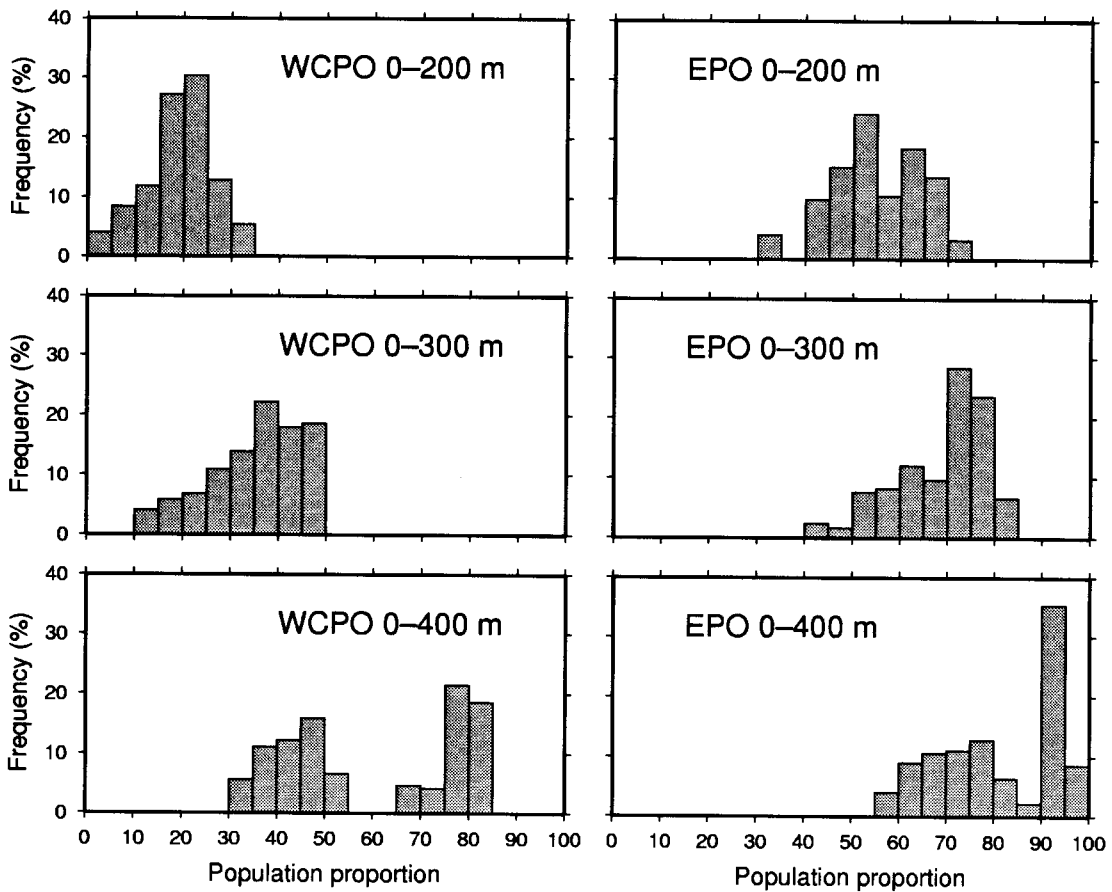 40
30
20
10
0
Frequency (%)
WCPO 0–200 m
EPO 0–200 m
40
30
20
10
0
Frequency (%)
WCPO 0–300 m
EPO 0–300 m
40
30
20
10
0
Frequency (%)
WCPO 0–400 m
EPO 0–400 m
0 10 20 30 40 50 60 70 80 90 100
0 10 20 30 40 50 60 70 80 90 100
Population proportion
Population proportion